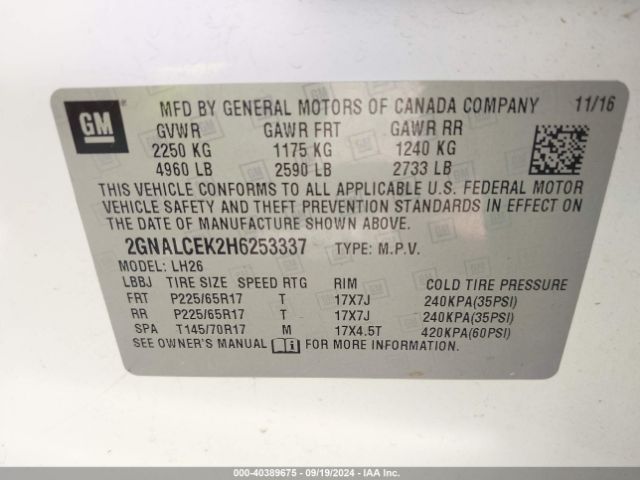 GM
MFD BY GENERAL MOTORS OF CANADA COMPANY 11/16
GVWR GAWR FRT GAWR RR
2250 KG 1175 KG 1240 KG
4960 LB 2590 LB 2733 LB
THIS VEHICLE CONFORMS TO ALL APPLICABLE U.S. FEDERAL MOTOR
VEHICLE SAFETY AND THEFT PREVENTION STANDARDS IN EFFECT ON
THE DATE OF MANUFACTURE SHOWN ABOVE.
2GNALCEK2H6253337 TYPE: M.P.V.
MODEL: LH26
LBBJ TIRE SIZE SPEED RTG RIM COLD TIRE PRESSURE
FRT P225/65R17 T 17X7J 240KPA(35PSI)
RR P225/65R17 T 17X7J 240KPA(35PSI)
SPA T145/70R17 M 17X4.5T 420KPA(60PSI)
SEE OWNER'S MANUAL FOR MORE INFORMATION.
000-40389675 - 09/19/2024 - IAA Inc.